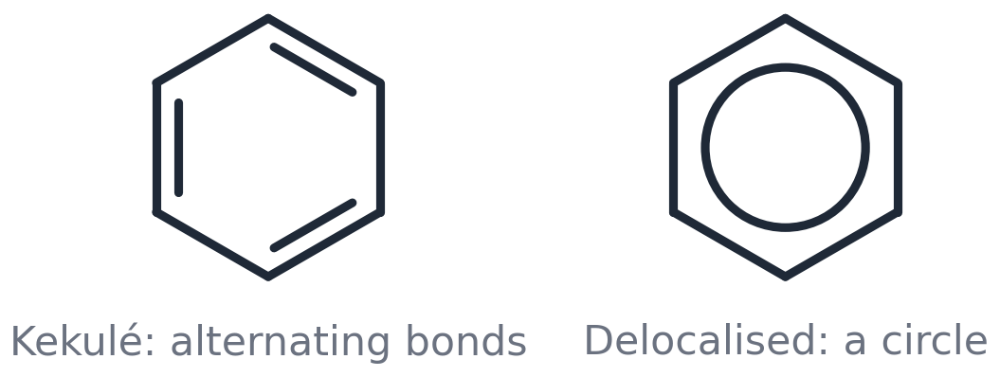 Kekulé: alternating bonds
Delocalised: a circle